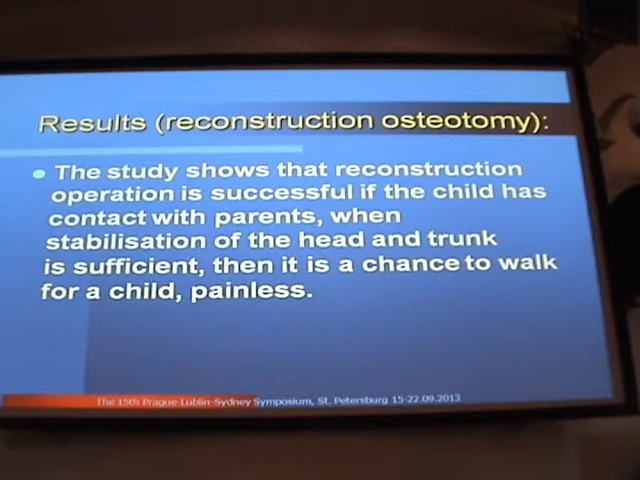 Results (reconstruction osteotomy):
The study shows that reconstruction
operation is successful if the child has
contact with parents, when
stabilisation of the head and trunk
is sufficient, then it is a chance to walk
for a child, painless.
The 15th Prague-Lublin-Sydney Symposium, St. Petersburg 15-22.09.2013